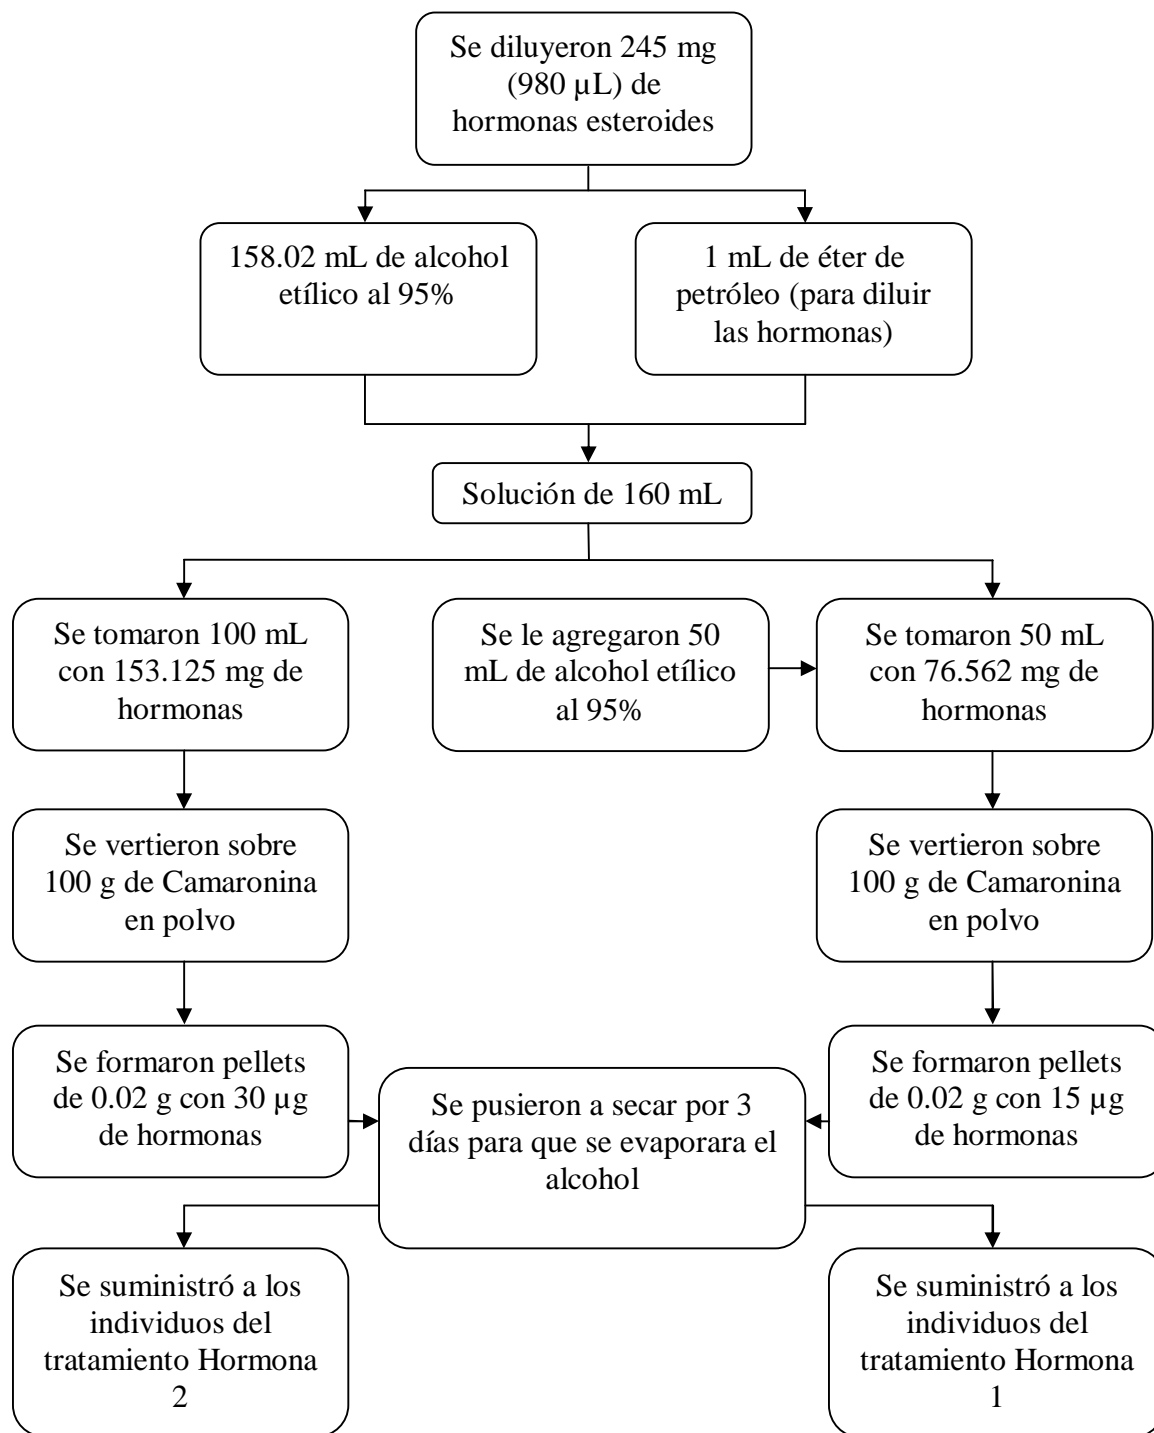 Se diluyeron 245 mg
(980 µL) de
hormonas esteroides
158.02 mL de alcohol
etílico al 95%
1 mL de éter de
petróleo (para diluir
las hormonas)
Solución de 160 mL
Se tomaron 100 mL
con 153.125 mg de
hormonas
Se le agregaron 50
mL de alcohol etílico
al 95%
Se tomaron 50 mL
con 76.562 mg de
hormonas
Se vertieron sobre
100 g de Camaronina
en polvo
Se vertieron sobre
100 g de Camaronina
en polvo
Se formaron pellets
de 0.02 g con 30 µg
de hormonas
Se pusieron a secar por 3
días para que se evaporara el
alcohol
Se formaron pellets
de 0.02 g con 15 µg
de hormonas
Se suministró a los
individuos del
tratamiento Hormona
2
Se suministró a los
individuos del
tratamiento Hormona
1